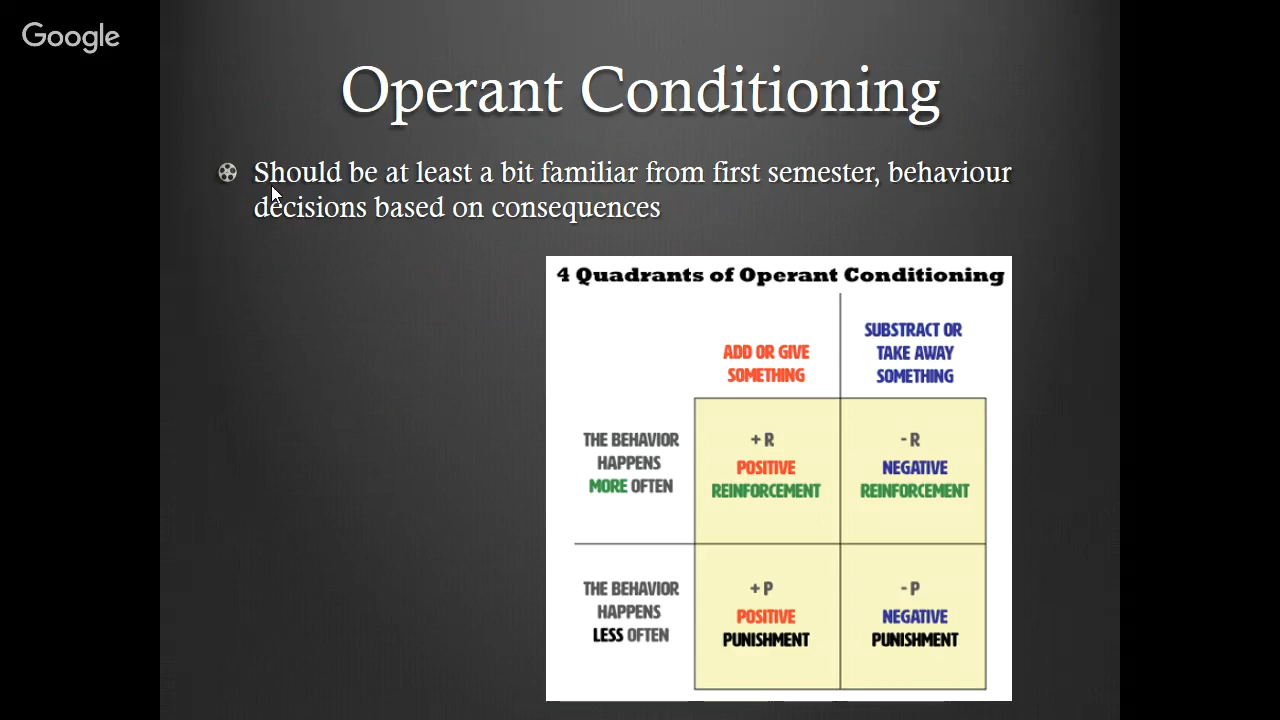 Google
Operant Conditioning
Should be at least a bit familiar from first semester, behaviour
decisions based on consequences
4 Quadrants of Operant Conditioning
ADD OR GIVE
SOMETHING
SUBSTRACT OR
TAKE AWAY
SOMETHING
THE BEHAVIOR
HAPPENS
MORE OFTEN
+ R
POSITIVE
REINFORCEMENT
- R
NEGATIVE
REINFORCEMENT
THE BEHAVIOR
HAPPENS
LESS OFTEN
+ P
POSITIVE
PUNISHMENT
- P
NEGATIVE
PUNISHMENT